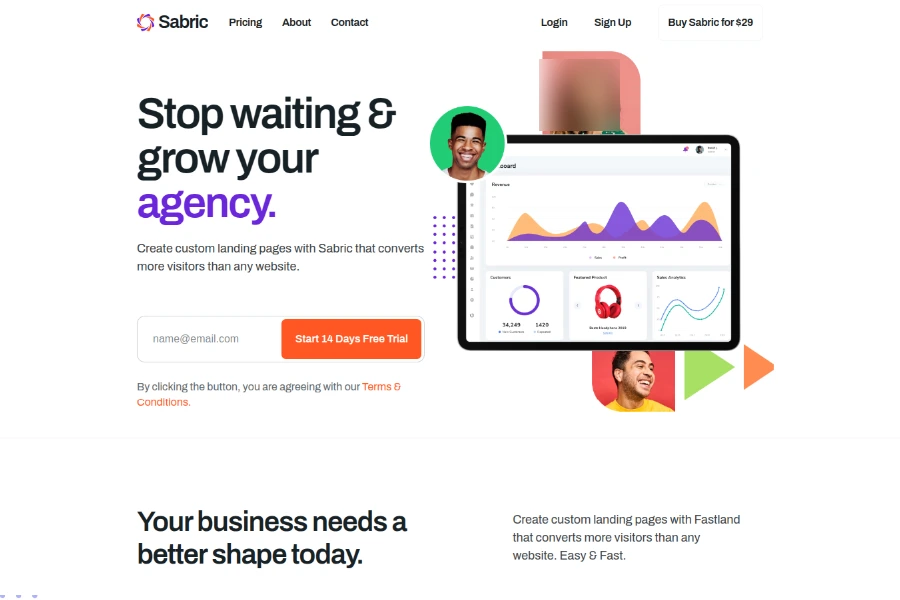 Sabric
Pricing
About
Contact
Login
Sign Up
Buy Sabric for $29
Stop waiting &
grow your
agency.
Create custom landing pages with Sabric that converts
more visitors than any website.
name@email.com
Start 14 Days Free Trial
By clicking the button, you are agreeing with our Terms &
Conditions.
Revenue
Sales
Profit
Customers
34,249
1420
Featured Product
Sales Analytics
Your business needs a
better shape today.
Create custom landing pages with Fastland
that converts more visitors than any
website. Easy & Fast.